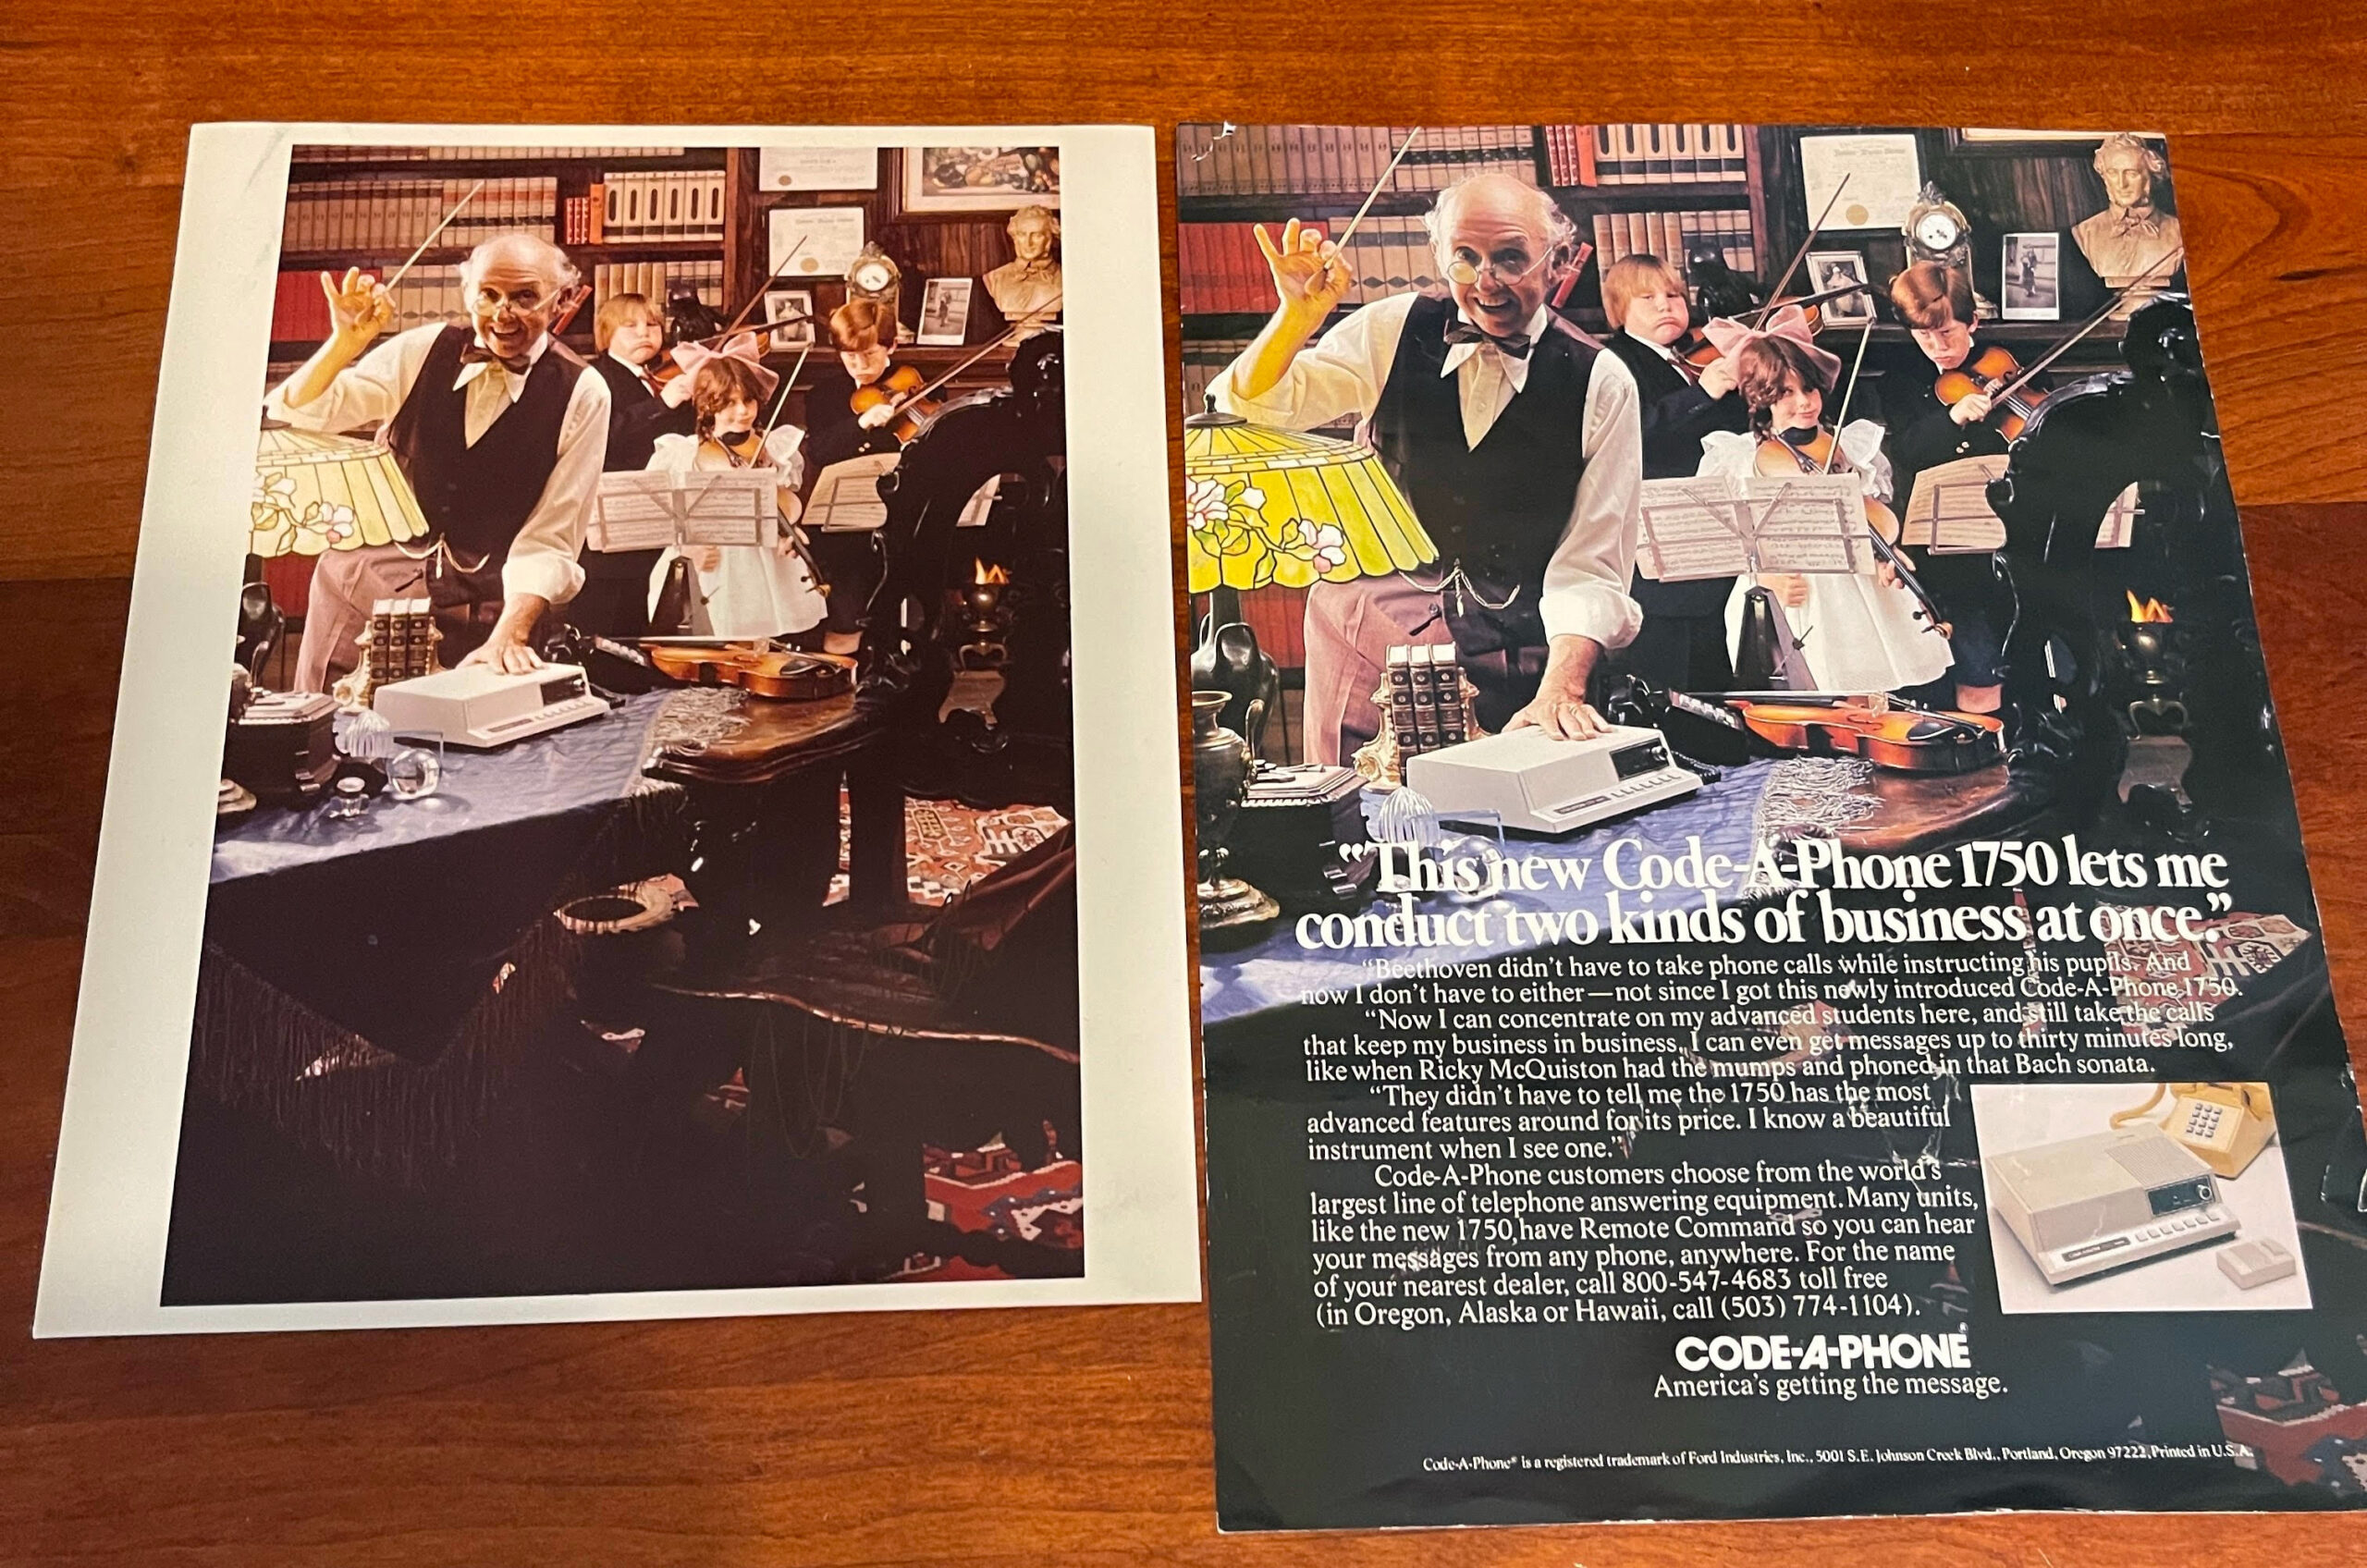 “This new Code-A-Phone 1750 lets me
conduct two kinds of business at once.”
“Beethoven didn’t have to take phone calls while instructing his pupils. And
now I don’t have to either—not since I got this newly introduced Code-A-Phone 1750.
“Now I can concentrate on my advanced students here, and still take the calls
that keep my business in business. I can even get messages up to thirty minutes long,
like when Ricky McQuiston had the mumps and phoned in that Bach sonata.
“They didn’t have to tell me the 1750 has the most
advanced features around for its price. I know a beautiful
instrument when I see one.”
Code-A-Phone customers choose from the world’s
largest line of telephone answering equipment. Many units,
like the new 1750, have Remote Command so you can hear
your messages from any phone, anywhere. For the name
of your nearest dealer, call 800-547-4683 toll free
(in Oregon, Alaska or Hawaii, call (503) 774-1104).
CODE-A-PHONE®
America’s getting the message.
Code-A-Phone® is a registered trademark of Ford Industries, Inc., 5001 S.E. Johnson Creek Blvd., Portland, Oregon 97222. Printed in U.S.A.